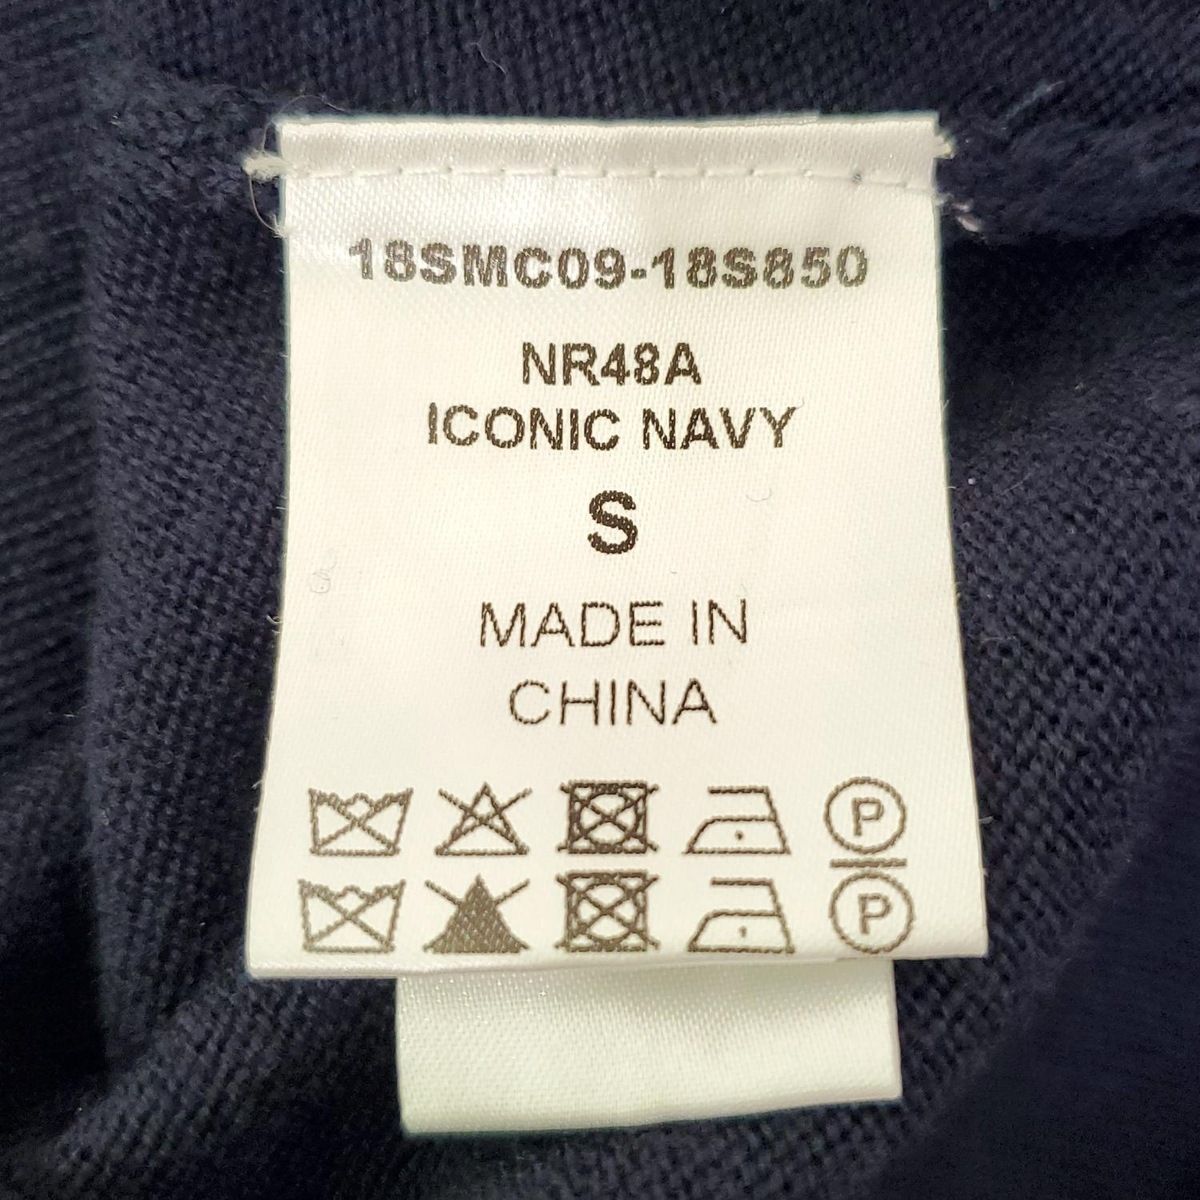 18SMC09-18S850
NR48A
ICONIC NAVY
S
MADE IN
CHINA
P
P